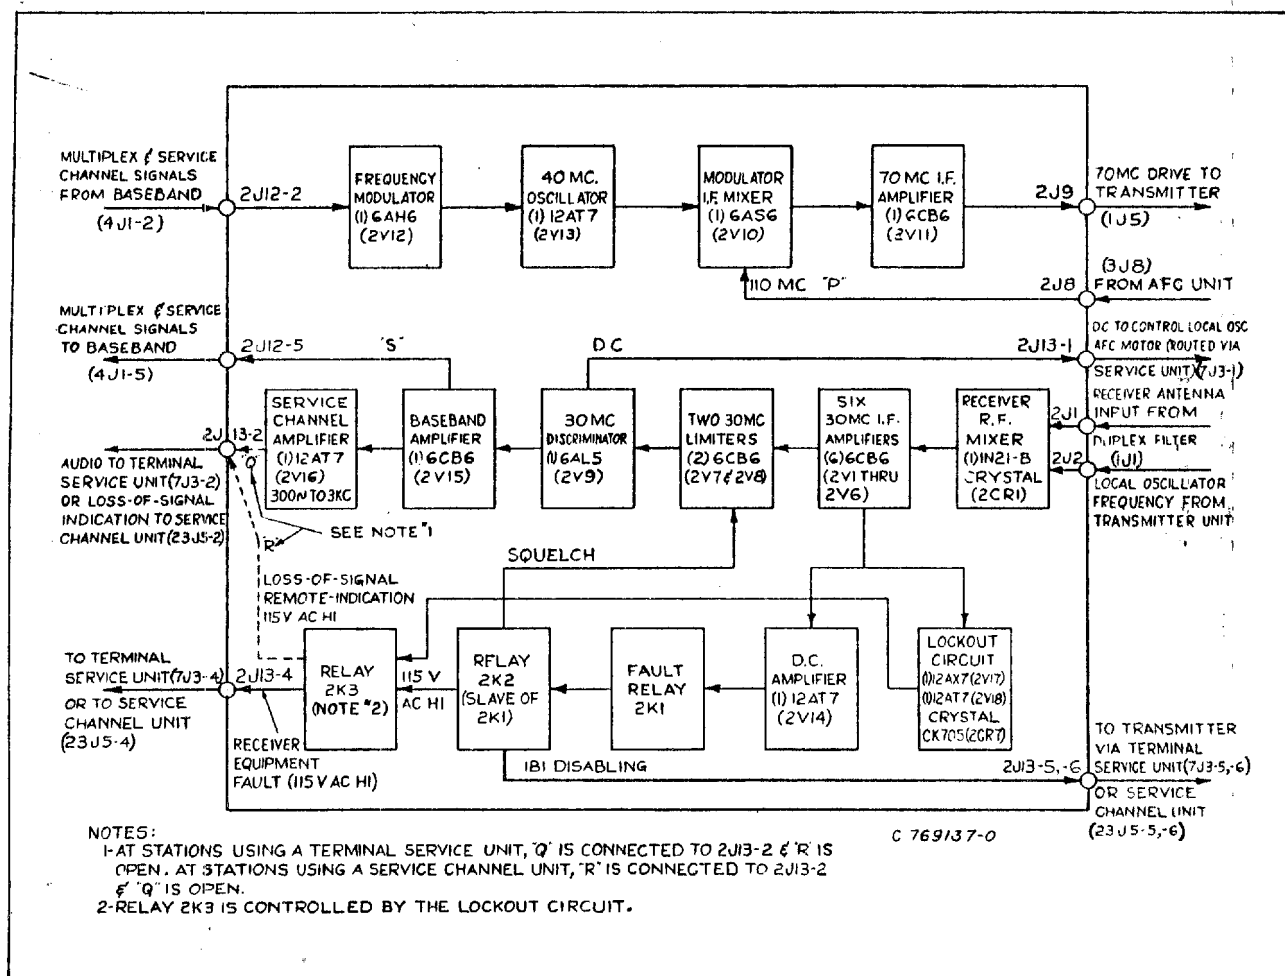 MULTIPLEX & SERVICE
CHANNEL SIGNALS
FROM BASEBAND
(4J1-2)
2J12-2
FREQUENCY
MODULATOR
(1) 6AH6
(2V12)
40 MC.
OSCILLATOR
(1) 12AT7
(2V13)
MODULATOR
I.F. MIXER
(1) 6AS6
(2V10)
70 MC I.F.
AMPLIFIER
(1) 6CB6
(2V11)
2J9
70MC DRIVE TO
TRANSMITTER
(1J5)
110 MC "P"
2J8
(3J8)
FROM AFC UNIT
MULTIPLEX & SERVICE
CHANNEL SIGNALS
TO BASEBAND
(4J1-5)
2J12-5
"S"
DC
2J13-1
DC TO CONTROL LOCAL OSC
AFC MOTOR (ROUTED VIA
SERVICE UNIT)(7J3-1)
2J13-2
"Q"
SERVICE
CHANNEL
AMPLIFIER
(1) 12AT7
(2V16)
300~ TO 3KC
BASEBAND
AMPLIFIER
(1) 6CB6
(2V15)
30MC
DISCRIMINATOR
(1) 6AL5
(2V9)
TWO 30MC
LIMITERS
(2) 6CB6
(2V7 & 2V8)
SIX
30MC I.F.
AMPLIFIERS
(6) 6CB6
(2V1 THRU
2V6)
RECEIVER
R.F.
MIXER
(1) 1N21-B
CRYSTAL
(2CR1)
2J1
2J2
RECEIVER ANTENNA
INPUT FROM
DUPLEX FILTER
(1J1)
LOCAL OSCILLATOR
FREQUENCY FROM
TRANSMITTER UNIT
AUDIO TO TERMINAL
SERVICE UNIT (7J3-2)
OR LOSS-OF-SIGNAL
INDICATION TO SERVICE
CHANNEL UNIT (23J5-2)
"R"
SEE NOTE #1
SQUELCH
LOSS-OF-SIGNAL
REMOTE-INDICATION
115V AC HI
TO TERMINAL
SERVICE UNIT (7J3-4)
OR TO SERVICE
CHANNEL UNIT
(23J5-4)
2J13-4
RECEIVER
EQUIPMENT
FAULT (115V AC HI)
RELAY
2K3
(NOTE #2)
115 V
AC HI
RELAY
2K2
(SLAVE OF
2K1)
FAULT
RELAY
2K1
D.C.
AMPLIFIER
(1) 12AT7
(2V14)
LOCKOUT
CIRCUIT
(1)12AX7(2V17)
(1)12AT7(2V18)
CRYSTAL
CK705(2CR7)
1B1 DISABLING
2J13-5,-6
TO TRANSMITTER
VIA TERMINAL
SERVICE UNIT(7J3-5,-6)
OR SERVICE
CHANNEL UNIT
(23J5-5,-6)
C 769137-0
NOTES:
1-AT STATIONS USING A TERMINAL SERVICE UNIT, "Q" IS CONNECTED TO 2J13-2 & "R" IS
OPEN. AT STATIONS USING A SERVICE CHANNEL UNIT, "R" IS CONNECTED TO 2J13-2
& "Q" IS OPEN.
2-RELAY 2K3 IS CONTROLLED BY THE LOCKOUT CIRCUIT.